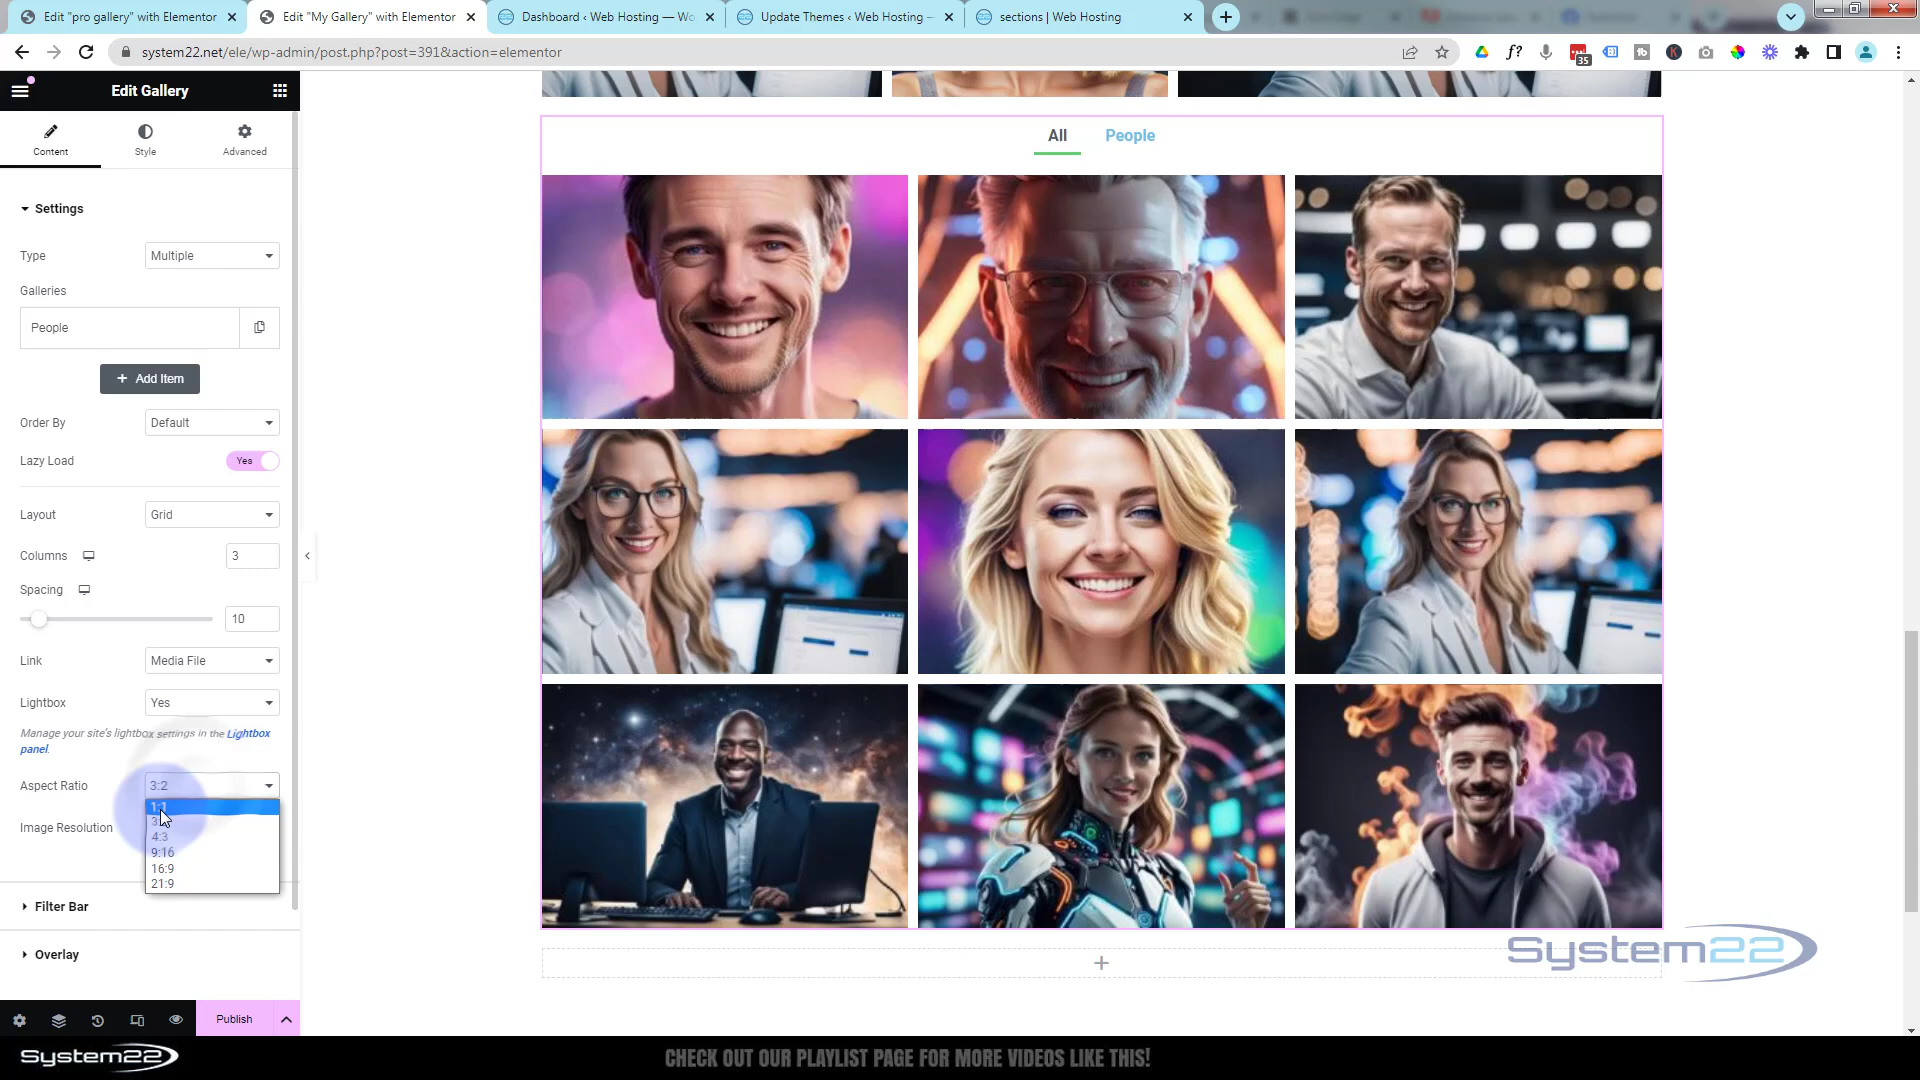 Edit "pro gallery" with Elementor
Edit "My Gallery" with Elementor
Dashboard ‹ Web Hosting — Wo
Update Themes ‹ Web Hosting —
sections | Web Hosting
system22.net/ele/wp-admin/post.php?post=391&action=elementor
35
Edit Gallery
Content
Style
Advanced
All
People
Settings
Type
Multiple
Galleries
People
+ Add Item
Order By
Default
Lazy Load
Yes
Layout
Grid
Columns
3
Spacing
10
Link
Media File
Lightbox
Yes
Manage your site's lightbox settings in the Lightbox
panel.
Aspect Ratio
3:2
1:1
4:3
Image Resolution
9:16
16:9
21:9
Filter Bar
Overlay
System22
Publish
System22
CHECK OUT OUR PLAYLIST PAGE FOR MORE VIDEOS LIKE THIS!